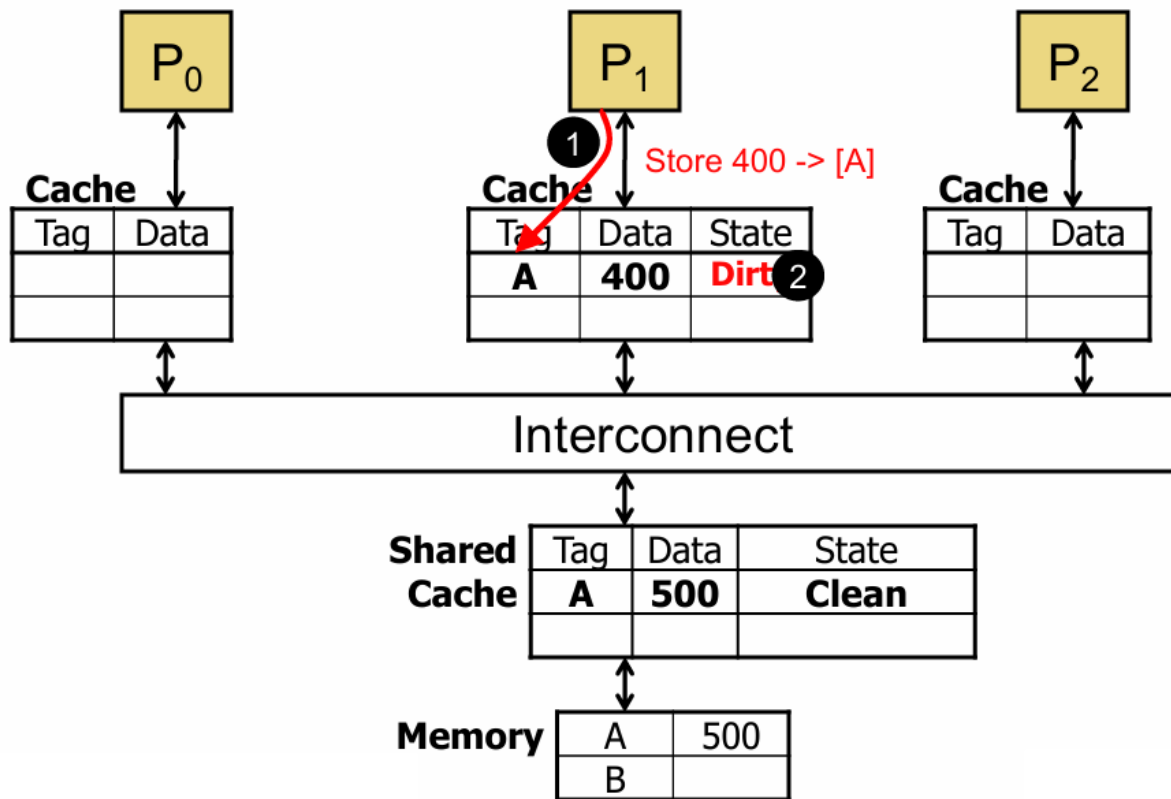 P0 P1 P2
1
Store 400 -> [A]
Cache Cache Cache
Tag Data Tag Data State Tag Data
A 400 Dirt 2
Interconnect
Shared Tag Data State
Cache A 500 Clean
Memory A 500
B